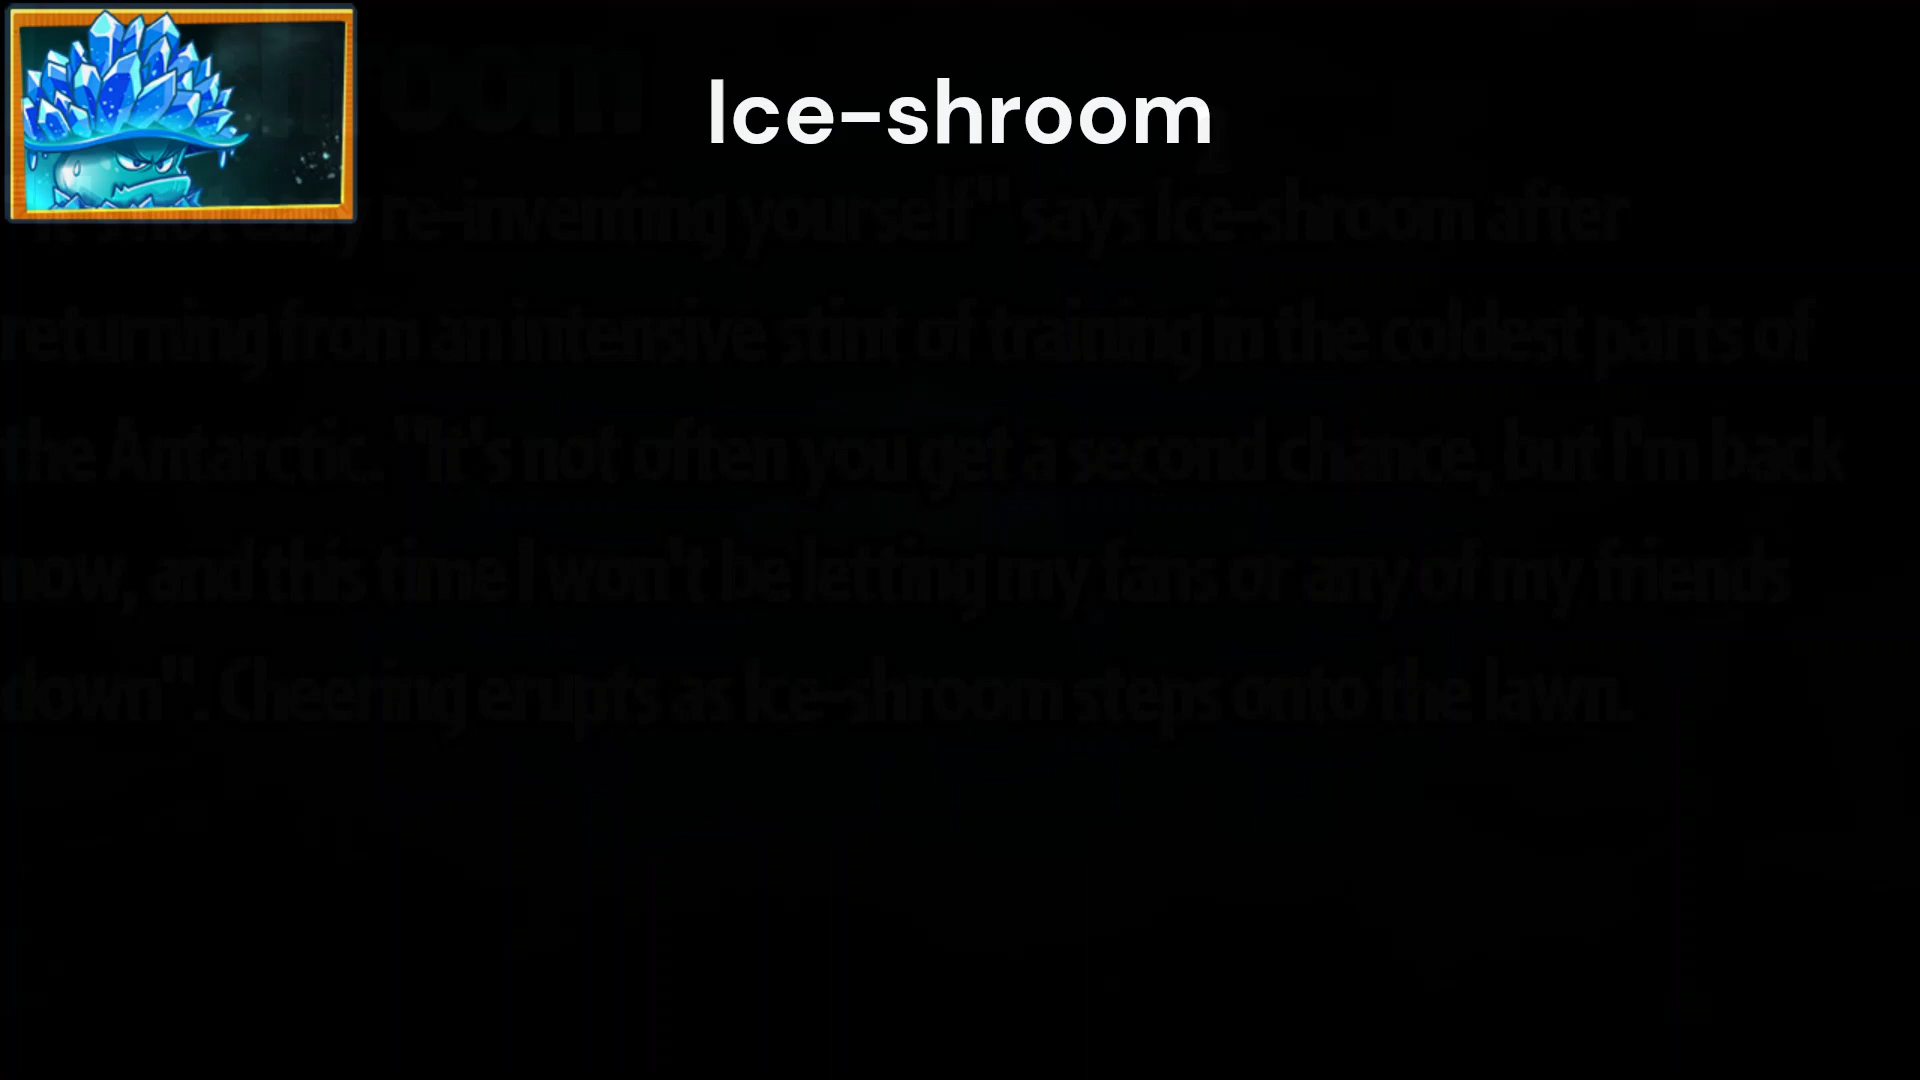 Ice-shroom
re-inventing yourself" says Ice-shroom after
returning from an intensive stint of training in the coldest parts of
the Antarctic. "It's not often you get a second chance, but I'm back
now, and this time I won't be letting my fans or any of my friends
down". Cheering erupts as Ice-shroom steps onto the lawn.